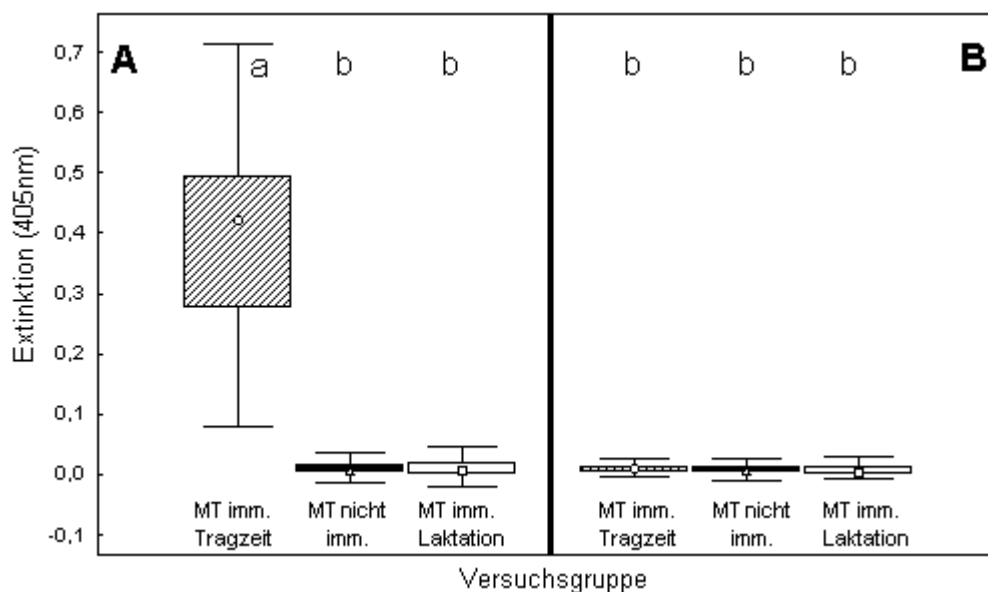 A
a b b
b b b
B
Extinktion (405nm)
0,7
0,6
0,5
0,4
0,3
0,2
0,1
0,0
-0,1
MT imm.
Tragzeit
MT nicht
imm.
MT imm.
Laktation
MT imm.
Tragzeit
MT nicht
imm.
MT imm.
Laktation
Versuchsgruppe